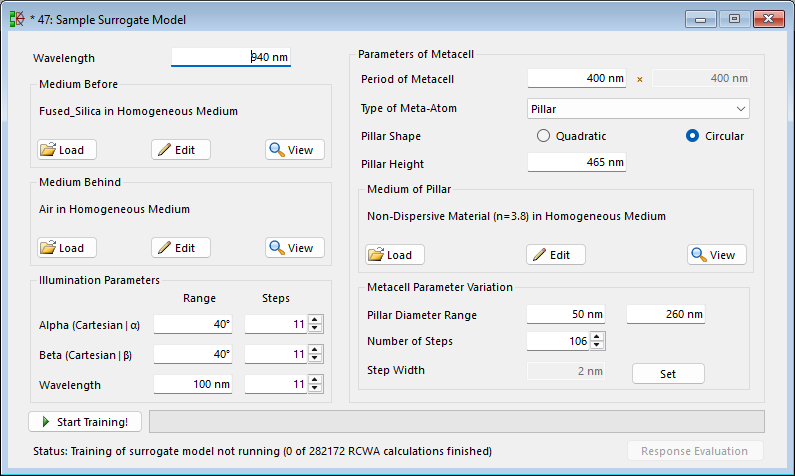 * 47: Sample Surrogate Model
Wavelength
940 nm
Medium Before
Fused_Silica in Homogeneous Medium
Load
Edit
View
Medium Behind
Air in Homogeneous Medium
Load
Edit
View
Illumination Parameters
Range
Steps
Alpha (Cartesian | α)
40°
11
Beta (Cartesian | β)
40°
11
Wavelength
100 nm
11
Parameters of Metacell
Period of Metacell
400 nm
×
400 nm
Type of Meta-Atom
Pillar
Pillar Shape
Quadratic
Circular
Pillar Height
465 nm
Medium of Pillar
Non-Dispersive Material (n=3.8) in Homogeneous Medium
Load
Edit
View
Metacell Parameter Variation
Pillar Diameter Range
50 nm
260 nm
Number of Steps
106
Step Width
2 nm
Set
Start Training!
Status: Training of surrogate model not running (0 of 282172 RCWA calculations finished)
Response Evaluation